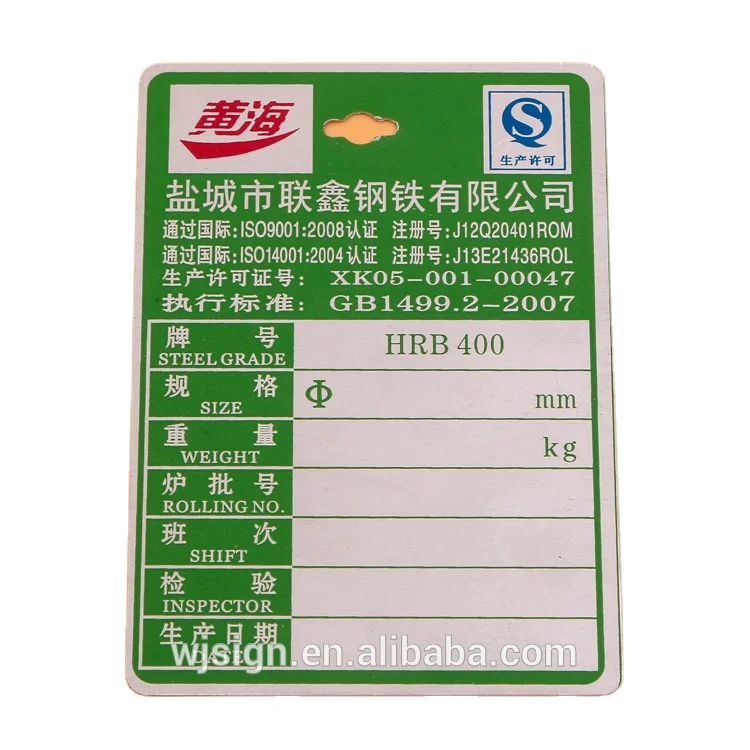 黄海
生产许可
盐城市联鑫钢铁有限公司
通过国际:ISO9001:2008认证 注册号:J12Q20401ROM
通过国际:ISO14001:2004认证 注册号:J13E21436ROL
生产许可证号: XK05-001-00047
执行标准: GB1499.2-2007
牌号 HRB 400
STEEL GRADE
规格 Φ mm
SIZE
重量 kg
WEIGHT
炉批号
ROLLING NO.
班次
SHIFT
检验
INSPECTOR
生产日期
DATE
wjsign.en.alibaba.com